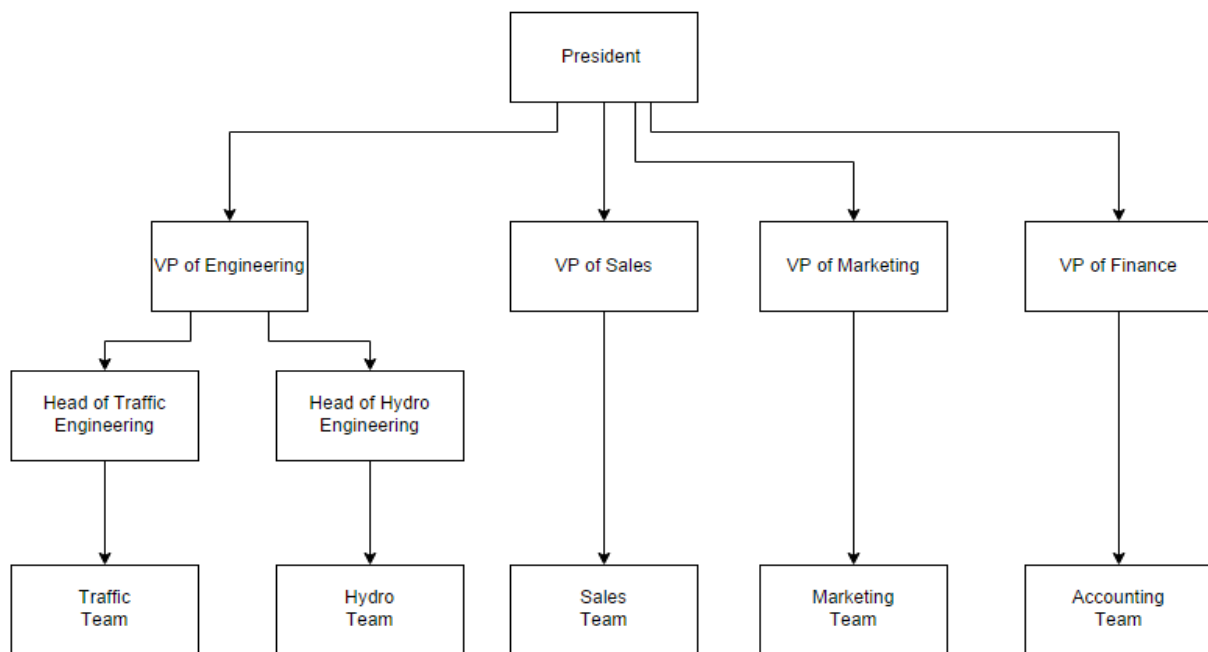 President
VP of Engineering
VP of Sales
VP of Marketing
VP of Finance
Head of Traffic
Engineering
Head of Hydro
Engineering
Traffic
Team
Hydro
Team
Sales
Team
Marketing
Team
Accounting
Team